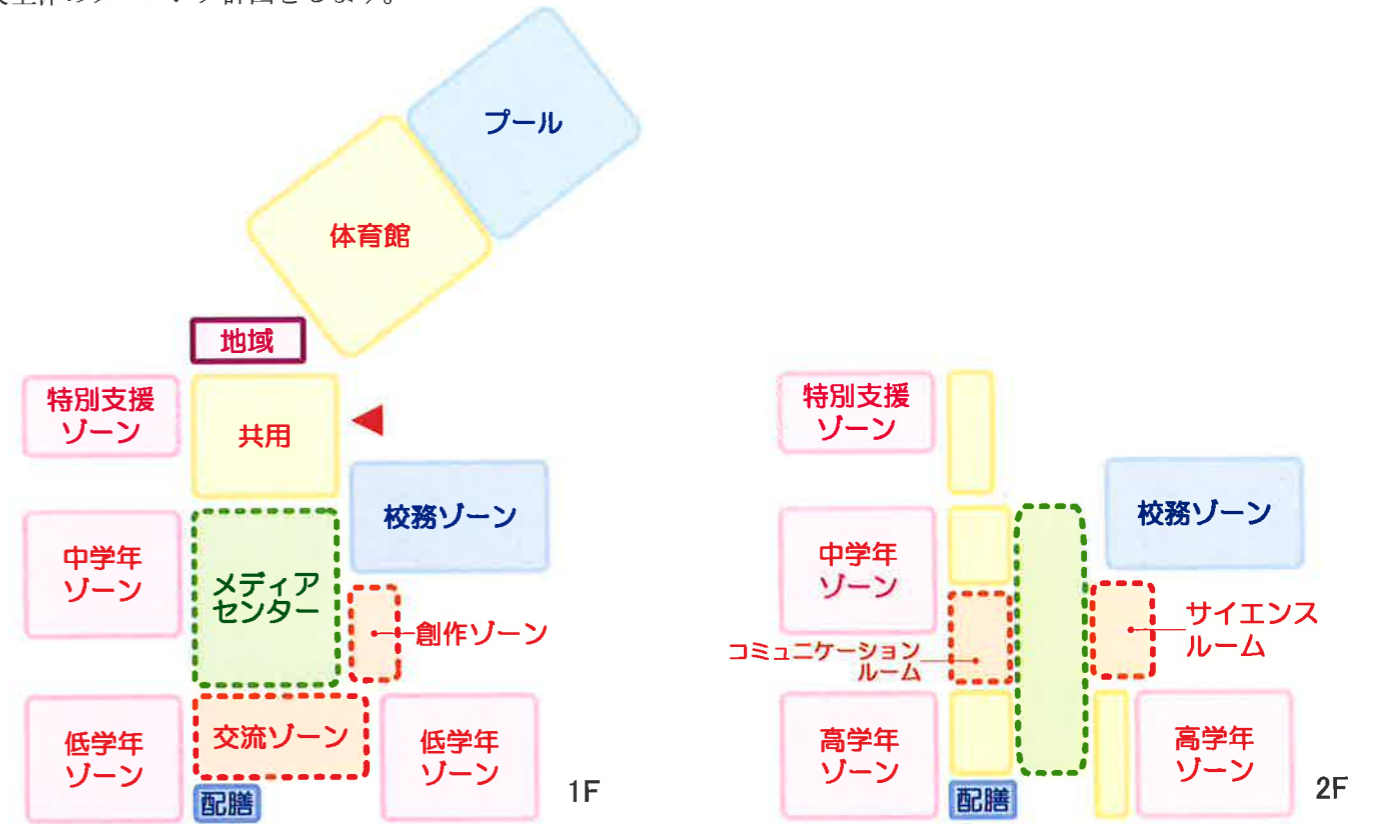 プール
体育館
地域
特別支援
ゾーン
共用
校務ゾーン
中学年
ゾーン
メディア
センター
創作ゾーン
低学年
ゾーン
交流ゾーン
低学年
ゾーン
配膳
1F
特別支援
ゾーン
校務ゾーン
中学年
ゾーン
サイエンス
ルーム
コミュニケーション
ルーム
高学年
ゾーン
高学年
ゾーン
配膳
2F